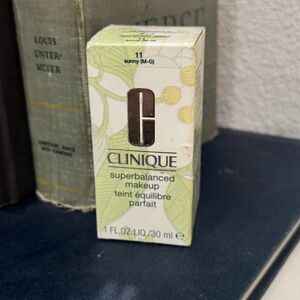 LOUIS
UNTER-
MEYER
11
sunny (M-G)
CLINIQUE
superbalanced
makeup
teint équilibre
parfait
1 FL.OZ.LIQ./30 ml e